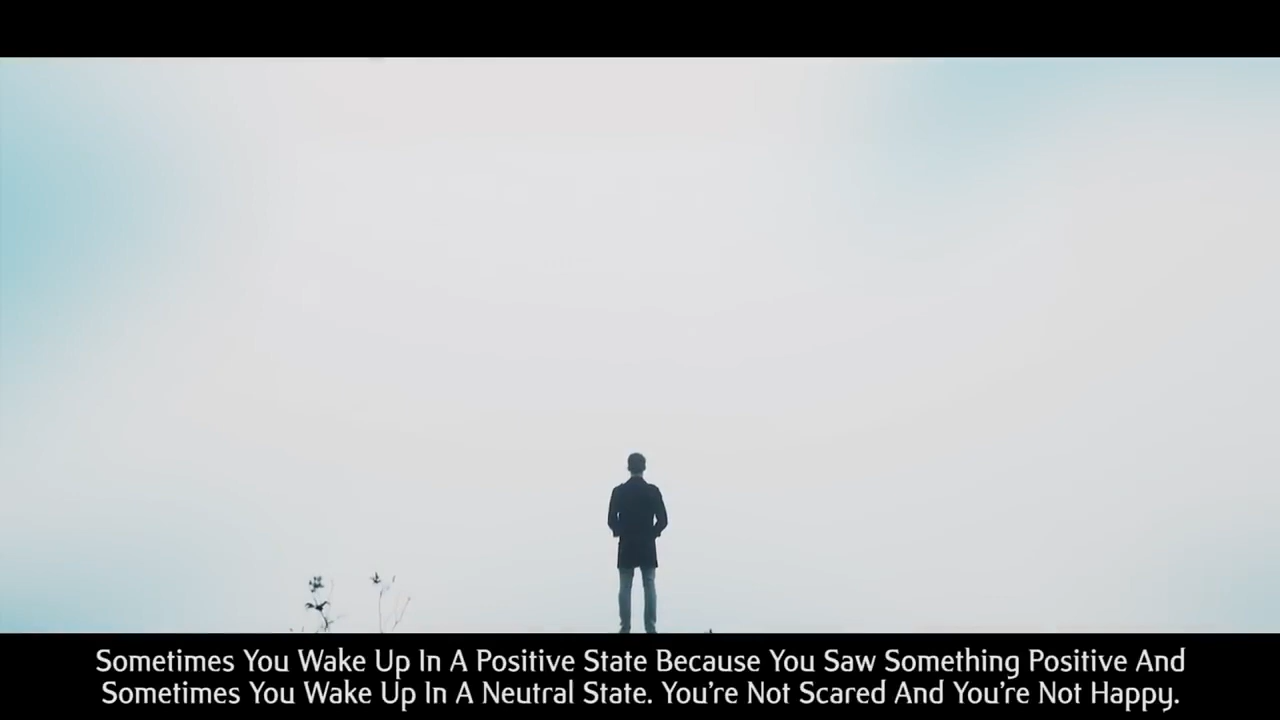 Sometimes You Wake Up In A Positive State Because You Saw Something Positive And
Sometimes You Wake Up In A Neutral State. You're Not Scared And You're Not Happy.